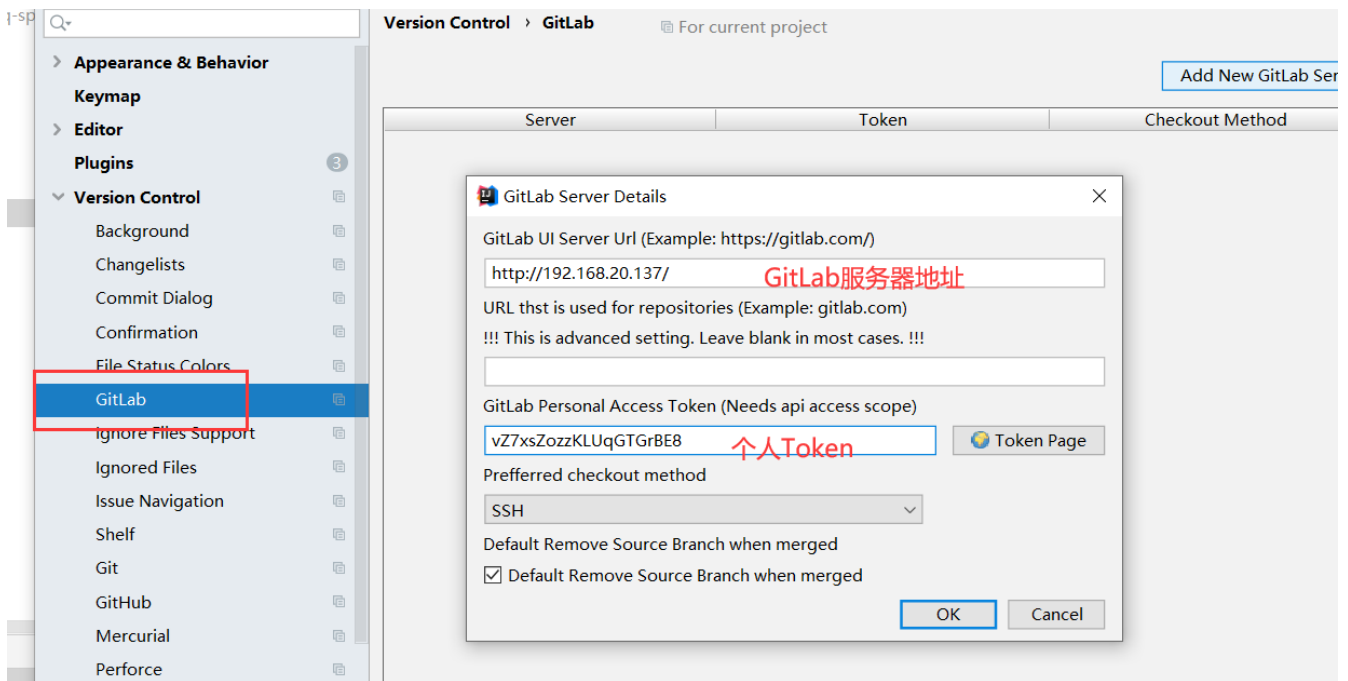 Version Control › GitLab
For current project
Appearance & Behavior
Keymap
Editor
Plugins
3
Version Control
Background
Changelists
Commit Dialog
Confirmation
File Status Colors
GitLab
Ignore Files Support
Ignored Files
Issue Navigation
Shelf
Git
GitHub
Mercurial
Perforce
Add New GitLab Ser
Server Token Checkout Method
GitLab Server Details
GitLab UI Server Url (Example: https://gitlab.com/)
http://192.168.20.137/ GitLab服务器地址
URL thst is used for repositories (Example: gitlab.com)
!!! This is advanced setting. Leave blank in most cases. !!!
GitLab Personal Access Token (Needs api access scope)
vZ7xsZozzKLUqGTGrBE8 个人Token Token Page
Prefferred checkout method
SSH
Default Remove Source Branch when merged
Default Remove Source Branch when merged
OK Cancel